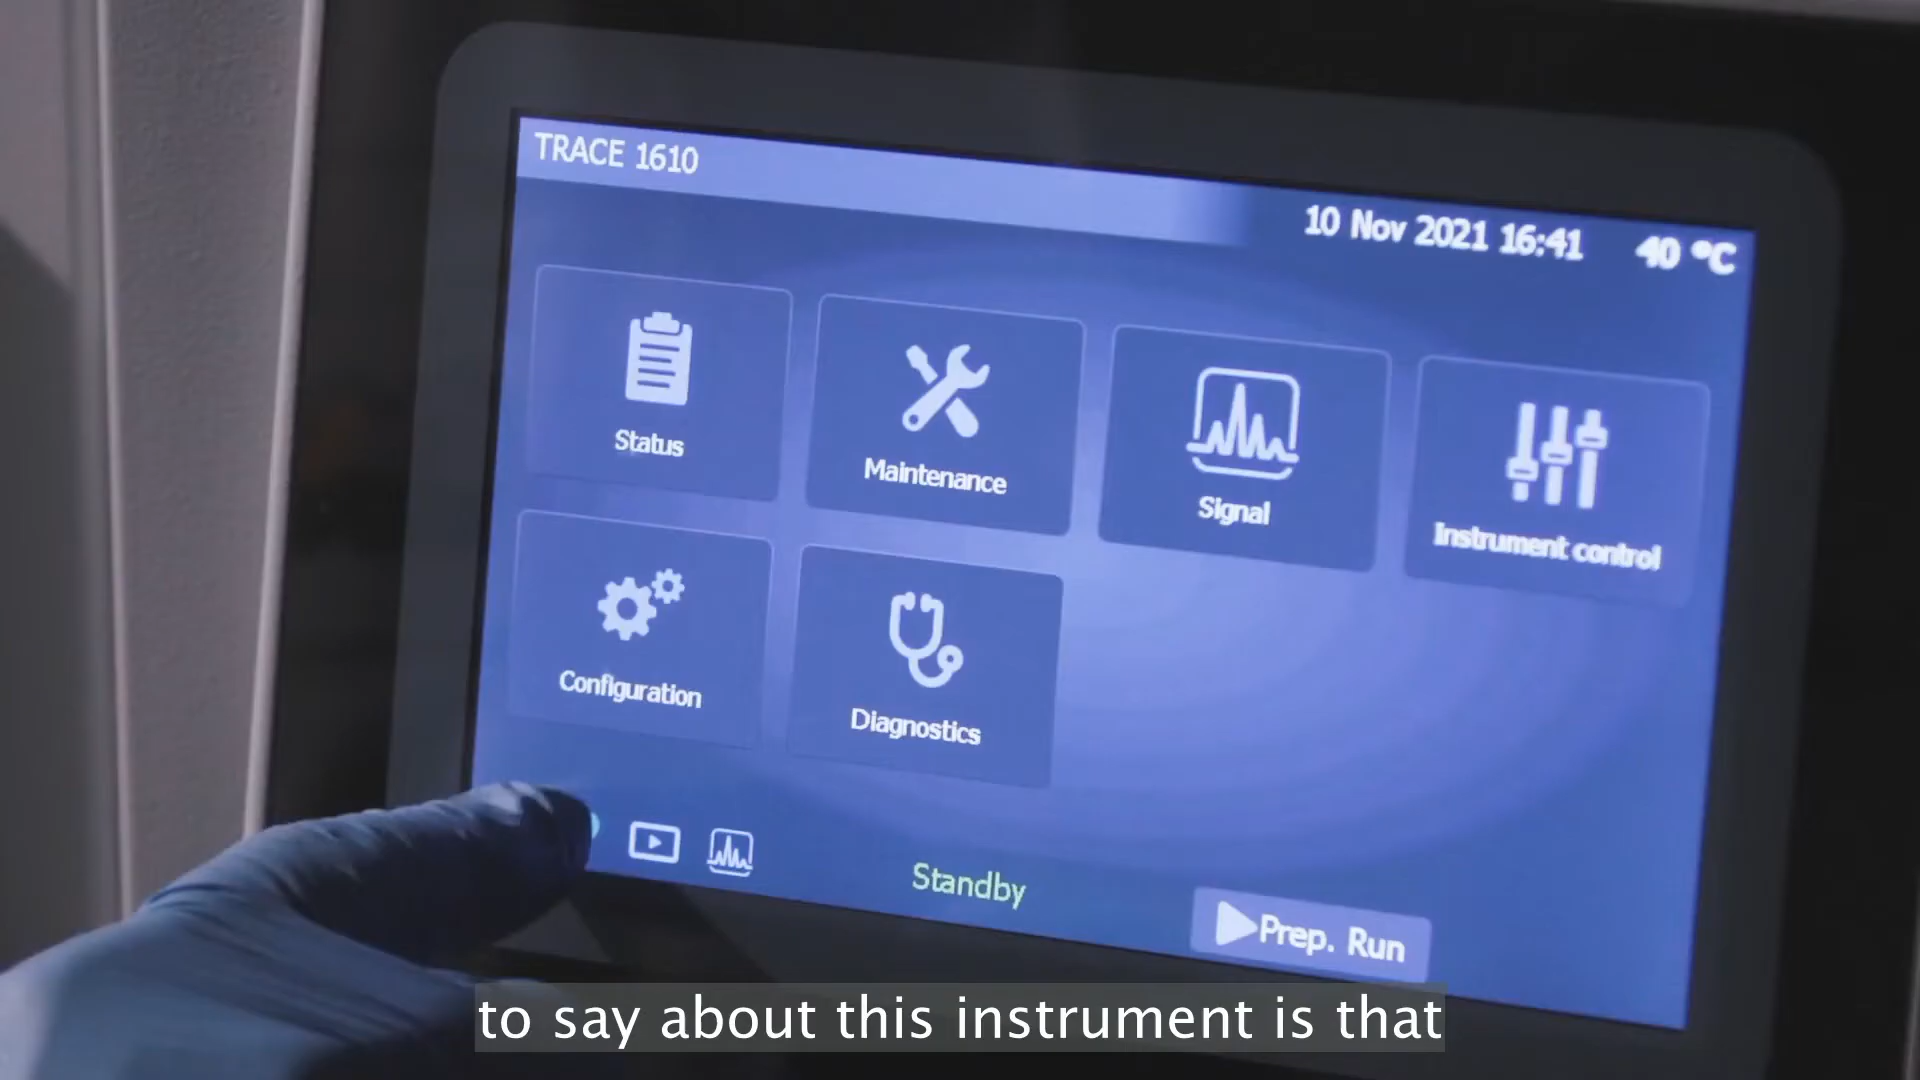 TRACE 1610
10 Nov 2021 16:41 40 °C
Status
Maintenance
Signal
Instrument control
Configuration
Diagnostics
Standby
Prep. Run
to say about this instrument is that